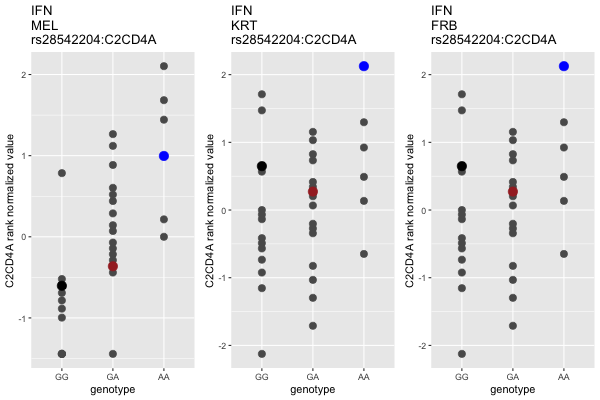 IFN
MEL
rs28542204:C2CD4A
C2CD4A rank normalized value
2
1
0
-1
GG
GA
AA
genotype
IFN
KRT
rs28542204:C2CD4A
C2CD4A rank normalized value
2
1
0
-1
-2
GG
GA
AA
genotype
IFN
FRB
rs28542204:C2CD4A
C2CD4A rank normalized value
2
1
0
-1
-2
GG
GA
AA
genotype